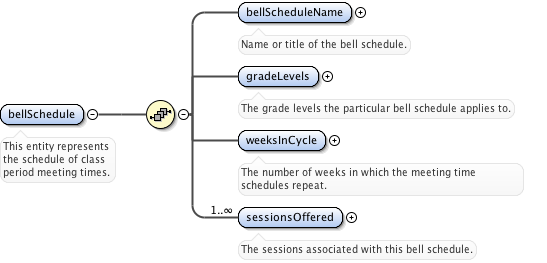 bellScheduleName
Name or title of the bell schedule.
gradeLevels
The grade levels the particular bell schedule applies to.
bellSchedule
This entity represents
the schedule of class
period meeting times.
weeksInCycle
The number of weeks in which the meeting time
schedules repeat.
1..∞
sessionsOffered
The sessions associated with this bell schedule.